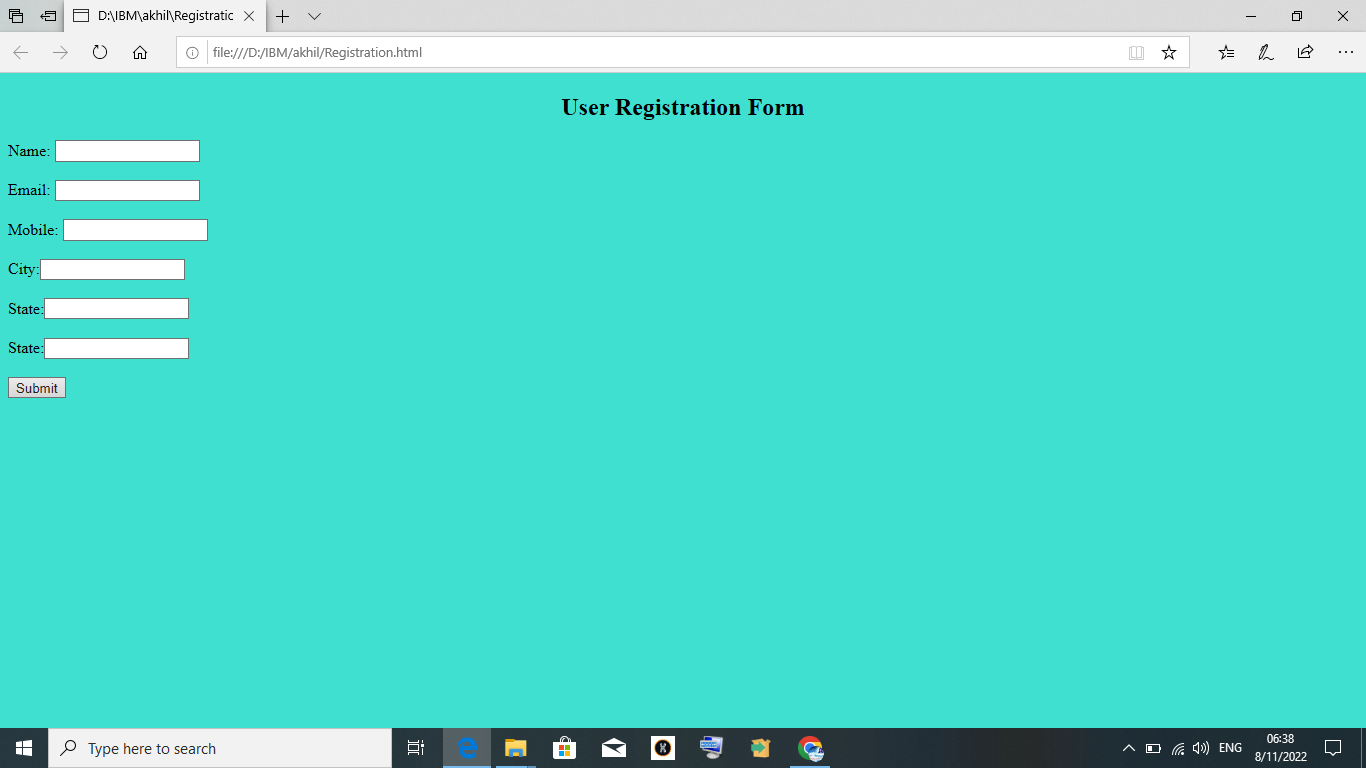 D:\IBM\akhil\Registratic
file:///D:/IBM/akhil/Registration.html
User Registration Form
Name:
Email:
Mobile:
City:
State:
State:
Submit
Type here to search
ENG
06:38
8/11/2022